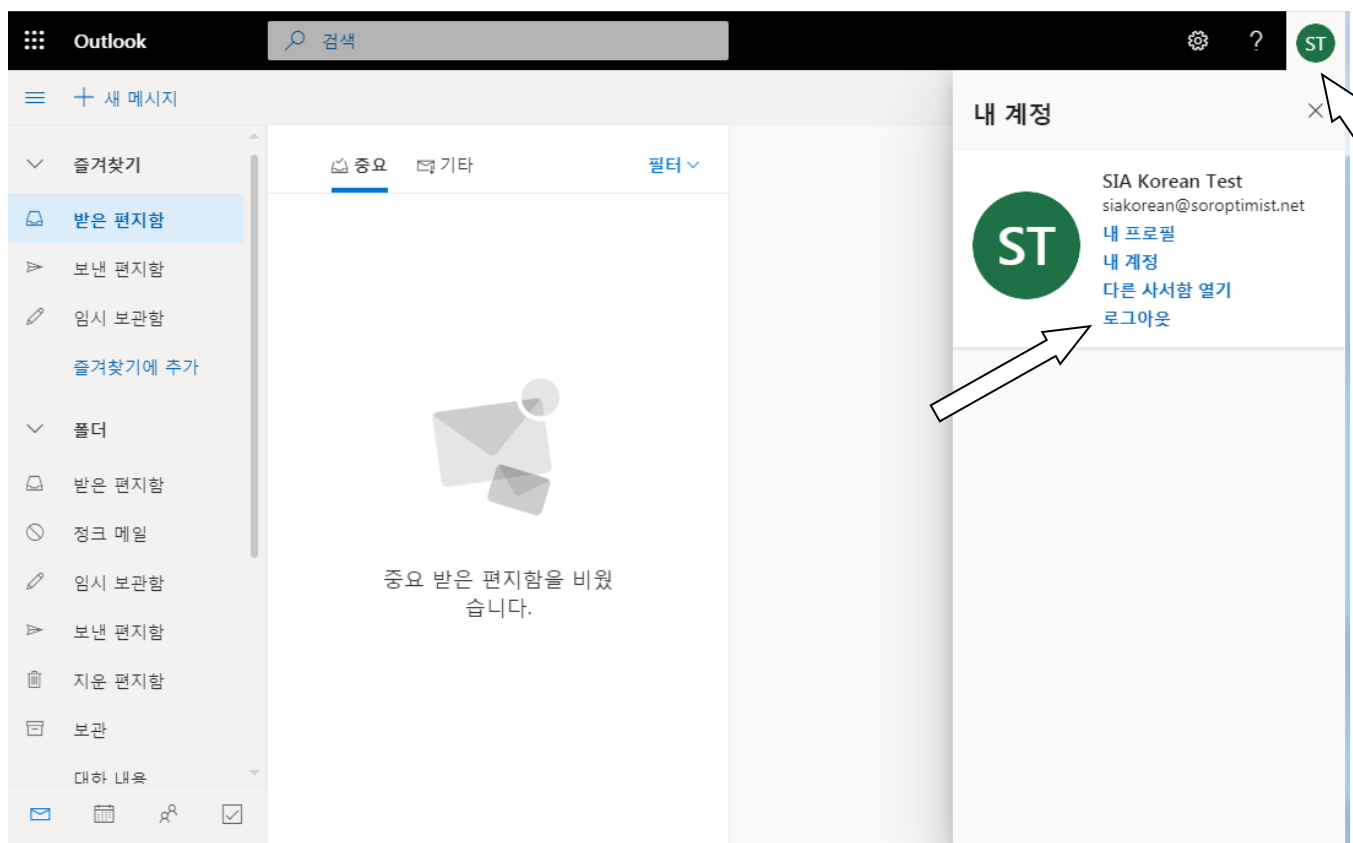 Outlook
검색
?
ST
새 메시지
즐겨찾기
받은 편지함
보낸 편지함
임시 보관함
즐겨찾기에 추가
폴더
받은 편지함
정크 메일
임시 보관함
보낸 편지함
지운 편지함
보관
대화 내용
중요
기타
필터
중요 받은 편지함을 비웠
습니다.
내 계정
ST
SIA Korean Test
siakorean@soroptimist.net
내 프로필
내 계정
다른 사서함 열기
로그아웃